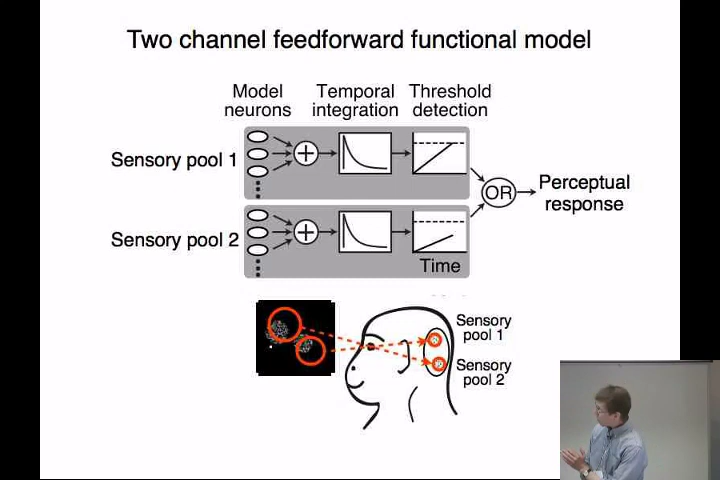 Two channel feedforward functional model
Model Temporal Threshold
neurons integration detection
Sensory pool 1
+
OR
Perceptual
response
Sensory pool 2
+
Time
Sensory
pool 1
Sensory
pool 2